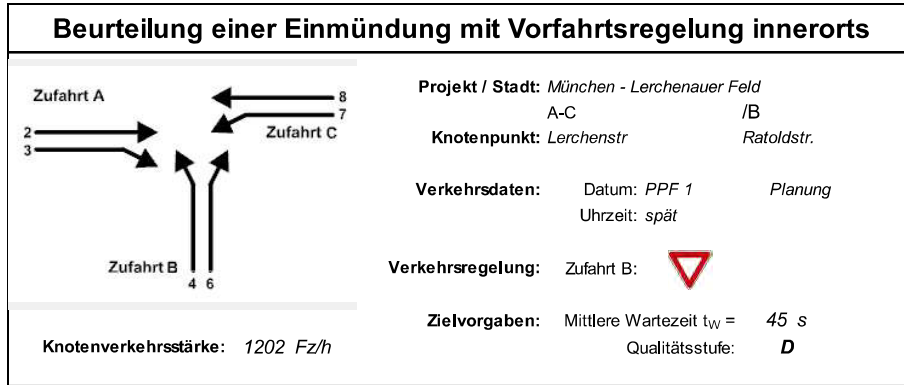 Beurteilung einer Einmündung mit Vorfahrtsregelung innerorts
Zufahrt A
8
7
Zufahrt C
2
3
Zufahrt B
4 6
Knotenverkehrsstärke: 1202 Fz/h
Projekt / Stadt: München - Lerchenauer Feld
A-C /B
Knotenpunkt: Lerchenstr Ratoldstr.
Verkehrsdaten: Datum: PPF 1 Planung
Uhrzeit: spät
Verkehrsregelung: Zufahrt B:
Zielvorgaben: Mittlere Wartezeit tW = 45 s
Qualitätsstufe: D